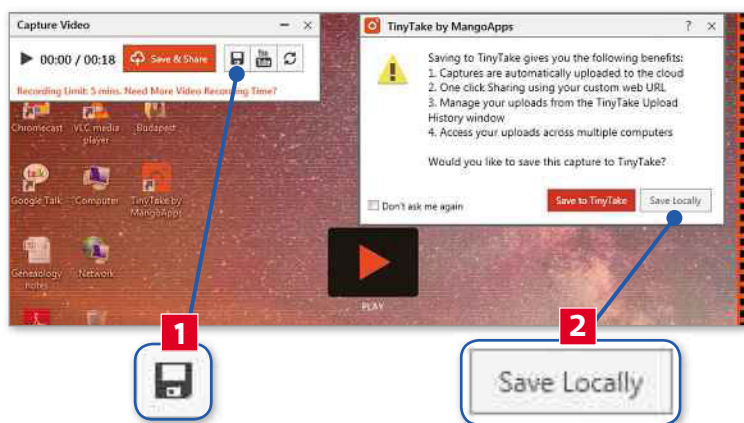 Capture Video
00:00 / 00:18 Save & Share You Tube
Recording Limit: 5 mins. Need More Video Recording Time?
Chromecast VLC media player Budapest
Google Talk Computer TinyTake by MangoApps
Geneaology notes Network
TinyTake by MangoApps ? ×
Saving to TinyTake gives you the following benefits:
1. Captures are automatically uploaded to the cloud
2. One click Sharing using your custom web URL
3. Manage your uploads from the TinyTake Upload
History window
4. Access your uploads across multiple computers
Would you like to save this capture to TinyTake?
Don't ask me again Save to TinyTake Save Locally
PLAY
1
2
Save Locally